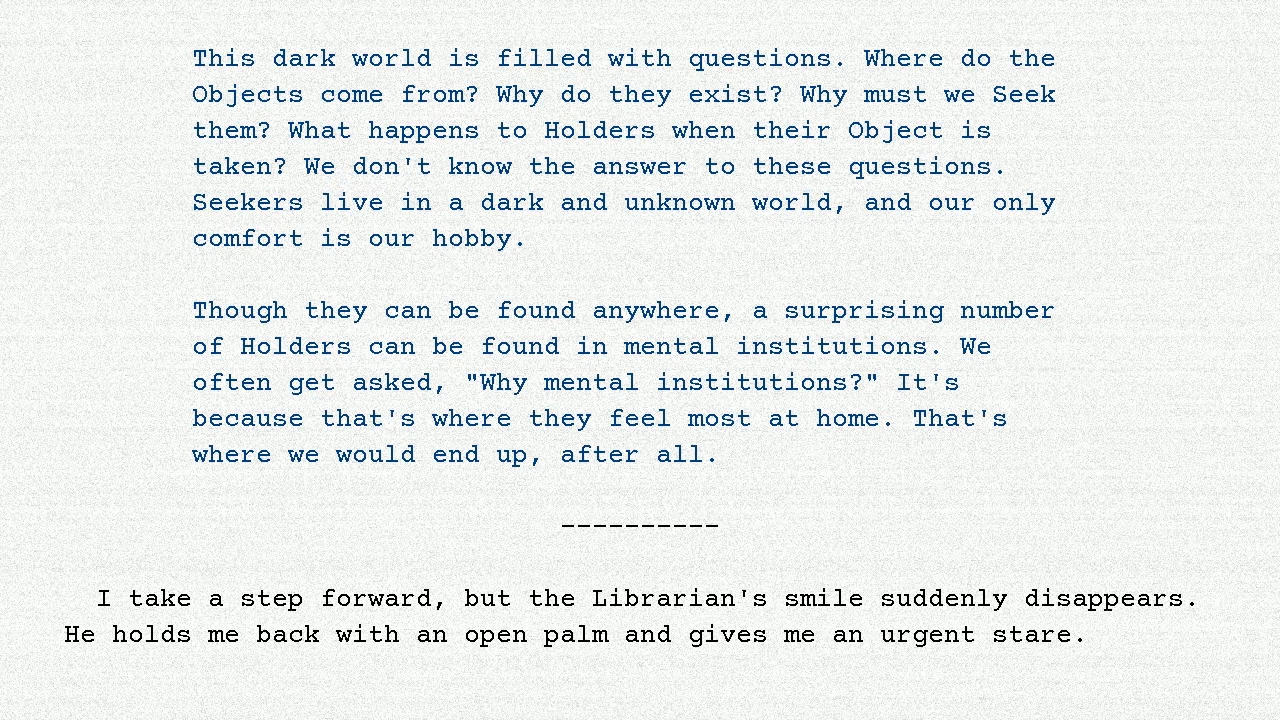 This dark world is filled with questions. Where do the
Objects come from? Why do they exist? Why must we Seek
them? What happens to Holders when their Object is
taken? We don't know the answer to these questions.
Seekers live in a dark and unknown world, and our only
comfort is our hobby.
Though they can be found anywhere, a surprising number
of Holders can be found in mental institutions. We
often get asked, "Why mental institutions?" It's
because that's where they feel most at home. That's
where we would end up, after all.
----------
I take a step forward, but the Librarian's smile suddenly disappears.
He holds me back with an open palm and gives me an urgent stare.